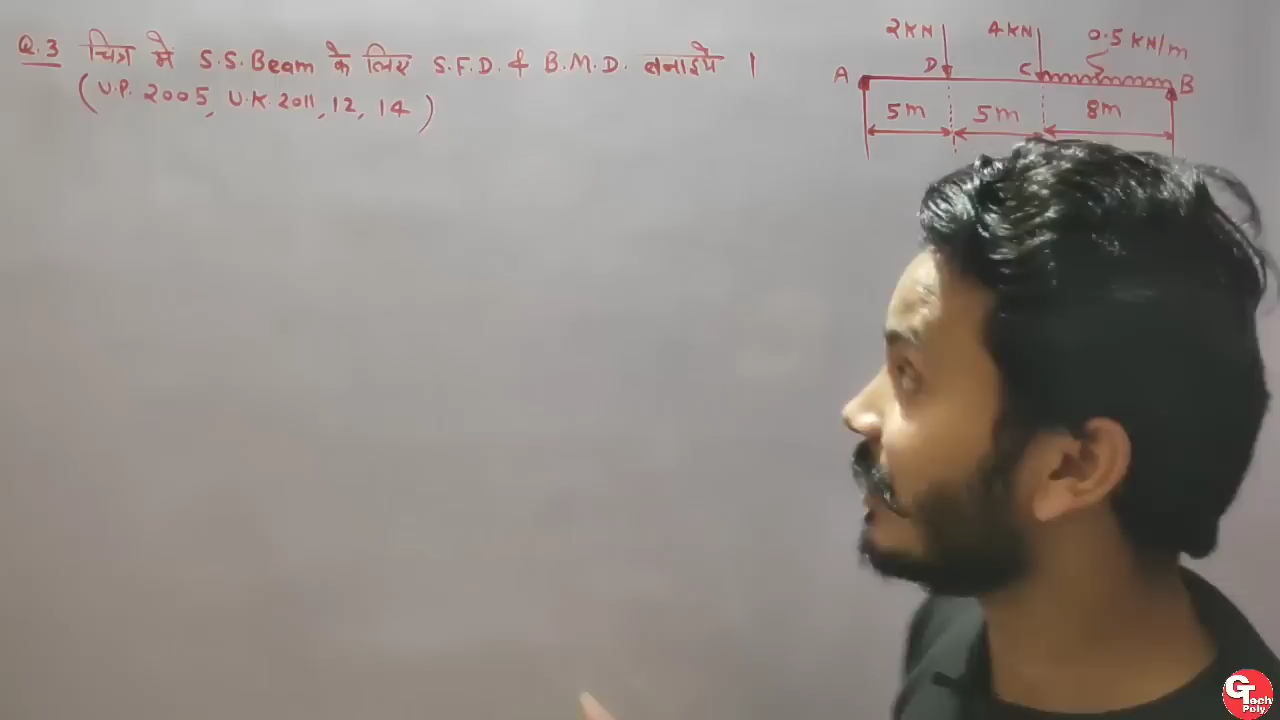 Q.3 चित्र मे S.S.Beam के लिए S.F.D. & B.M.D. बनाइये ।
(U.P. 2005, U.K. 2011, 12, 14)
2KN 4KN 0.5 KN/m
A D C B
5m 5m 8m
G Tech Poly